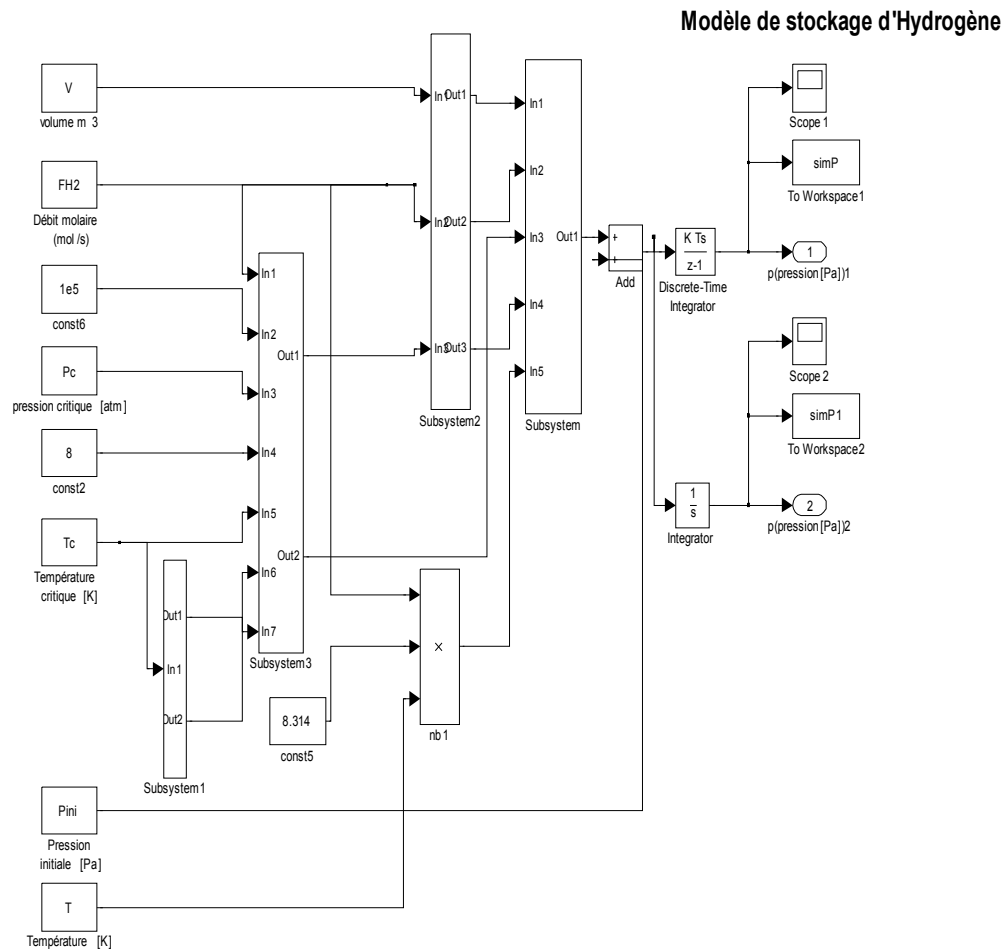 Modèle de stockage d'Hydrogène
V
volume m 3
FH2
Débit molaire
(mol /s)
1e5
const6
Pc
pression critique [atm]
8
const2
Tc
Température
critique [K]
Out1
In1
Out2
Subsystem1
In1
In2
In3
In4
In5
In6
In7
Out1
Out2
Subsystem3
8.314
const5
×
nb1
In1
In2
In3
Out1
Out2
Out3
Subsystem2
In1
In2
In3
In4
In5
Out1
Subsystem
+
+
Add
K Ts
z-1
Discrete-Time
Integrator
Scope 1
simP
To Workspace1
1
p(pression[Pa])1
Scope 2
simP1
To Workspace2
1
s
Integrator
2
p(pression[Pa])2
Pini
Pression
initiale [Pa]
T
Température [K]